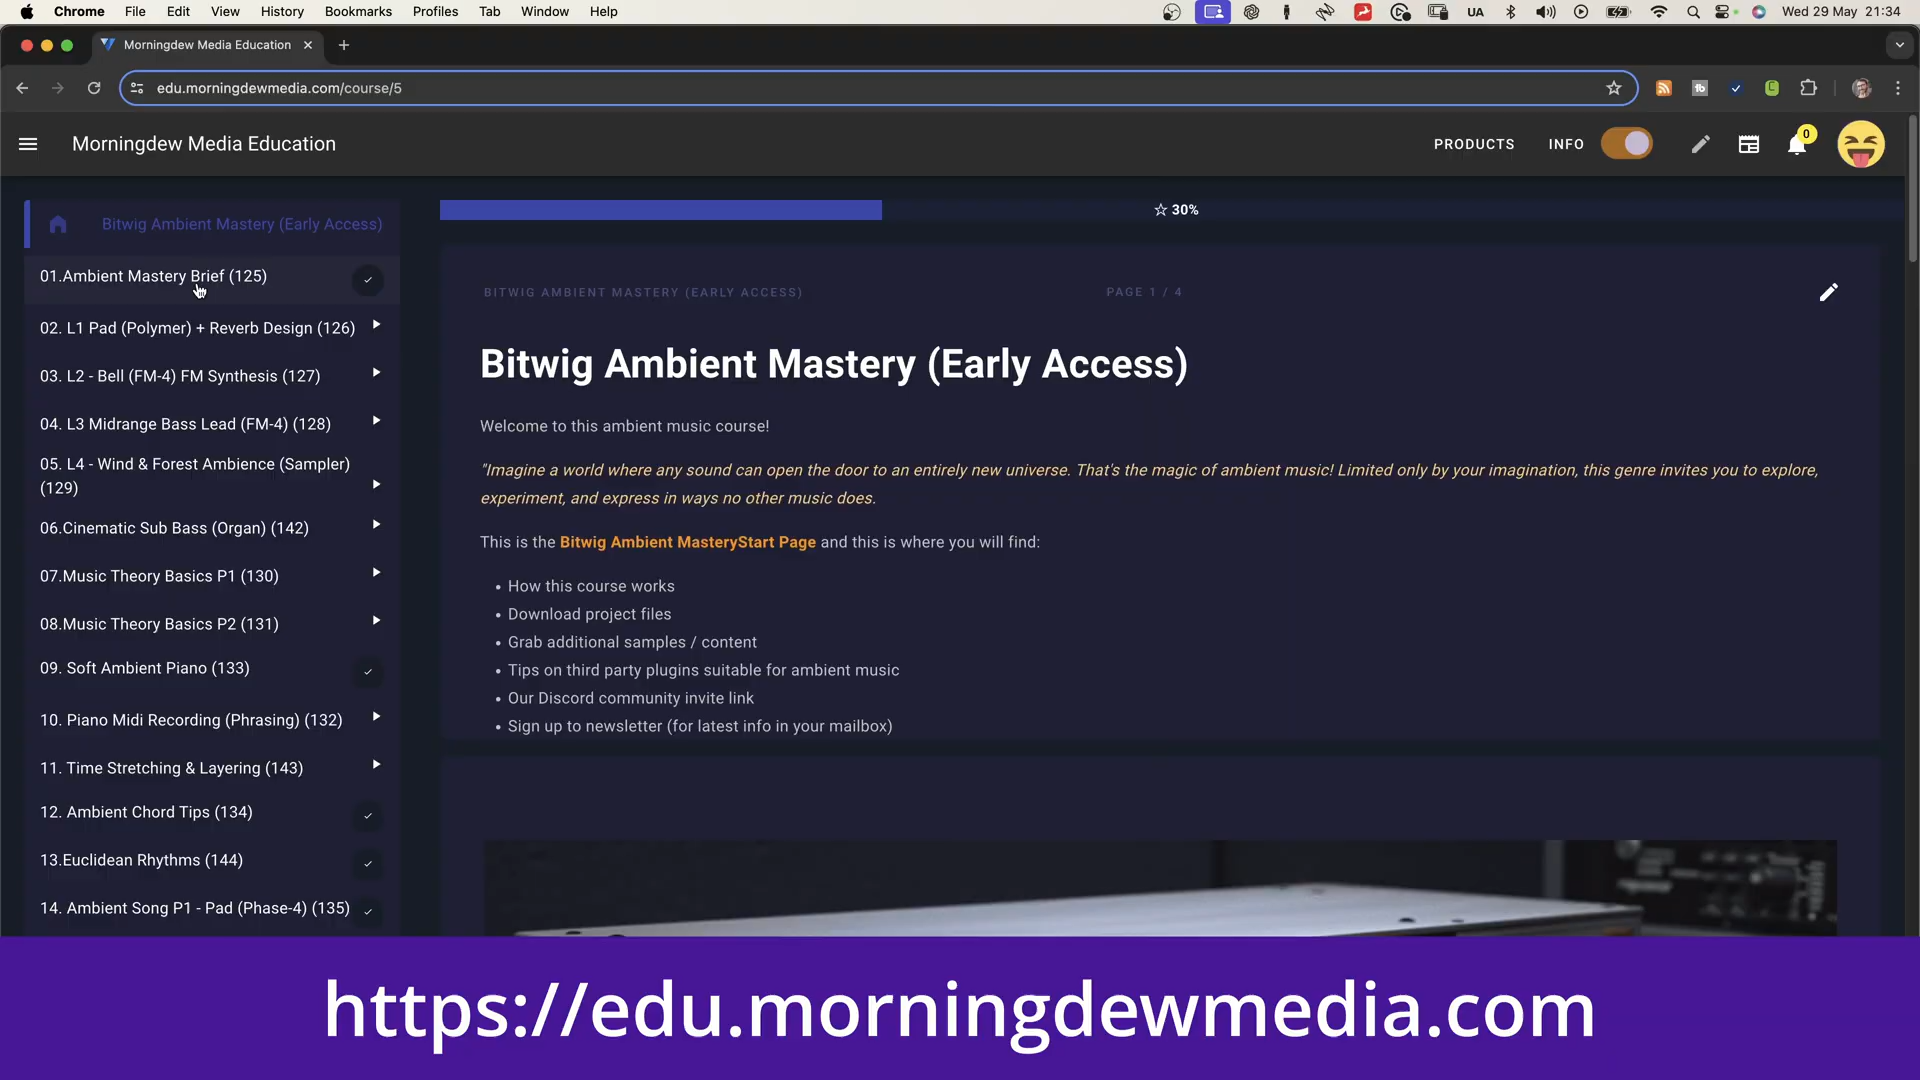 Chrome File Edit View History Bookmarks Profiles Tab Window Help
UA
Wed 29 May 21:34
Morningdew Media Education
edu.morningdewmedia.com/course/5
Morningdew Media Education
PRODUCTS
INFO
0
Bitwig Ambient Mastery (Early Access)
01.Ambient Mastery Brief (125)
02. L1 Pad (Polymer) + Reverb Design (126)
03. L2 - Bell (FM-4) FM Synthesis (127)
04. L3 Midrange Bass Lead (FM-4) (128)
05. L4 - Wind & Forest Ambience (Sampler)
(129)
06.Cinematic Sub Bass (Organ) (142)
07.Music Theory Basics P1 (130)
08.Music Theory Basics P2 (131)
09. Soft Ambient Piano (133)
10. Piano Midi Recording (Phrasing) (132)
11. Time Stretching & Layering (143)
12. Ambient Chord Tips (134)
13.Euclidean Rhythms (144)
14. Ambient Song P1 - Pad (Phase-4) (135)
30%
BITWIG AMBIENT MASTERY (EARLY ACCESS)
PAGE 1 / 4
Bitwig Ambient Mastery (Early Access)
Welcome to this ambient music course!
"Imagine a world where any sound can open the door to an entirely new universe. That's the magic of ambient music! Limited only by your imagination, this genre invites you to explore,
experiment, and express in ways no other music does.
This is the Bitwig Ambient MasteryStart Page and this is where you will find:
• How this course works
• Download project files
• Grab additional samples / content
• Tips on third party plugins suitable for ambient music
• Our Discord community invite link
• Sign up to newsletter (for latest info in your mailbox)
https://edu.morningdewmedia.com